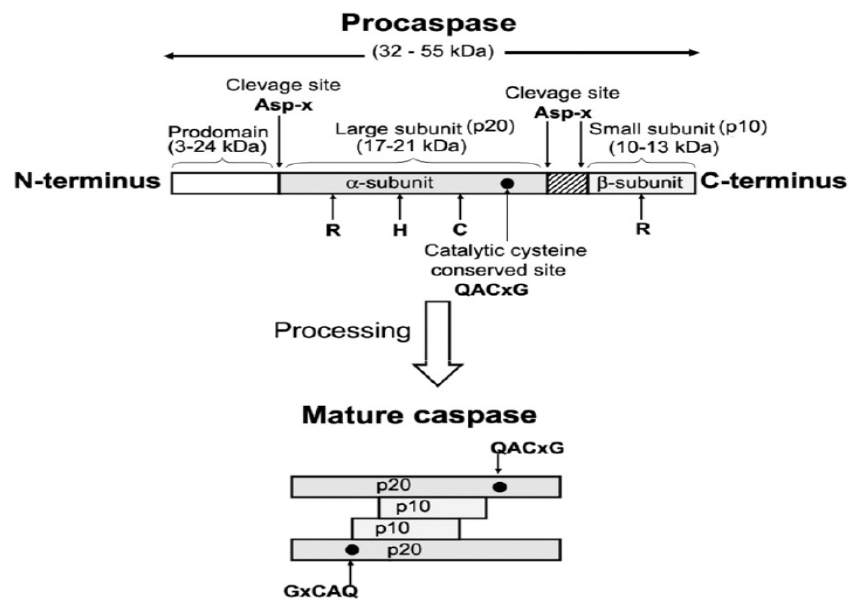 Procaspase
(32 - 55 kDa)
Clevage site
Asp-x
Clevage site
Asp-x
Prodomain
(3-24 kDa)
Large subunit (p20)
(17-21 kDa)
Small subunit (p10)
(10-13 kDa)
N-terminus
α-subunit
β-subunit
C-terminus
R
H
C
R
Catalytic cysteine
conserved site
QACxG
Processing
Mature caspase
QACxG
p20
p10
p10
p20
GxCAQ